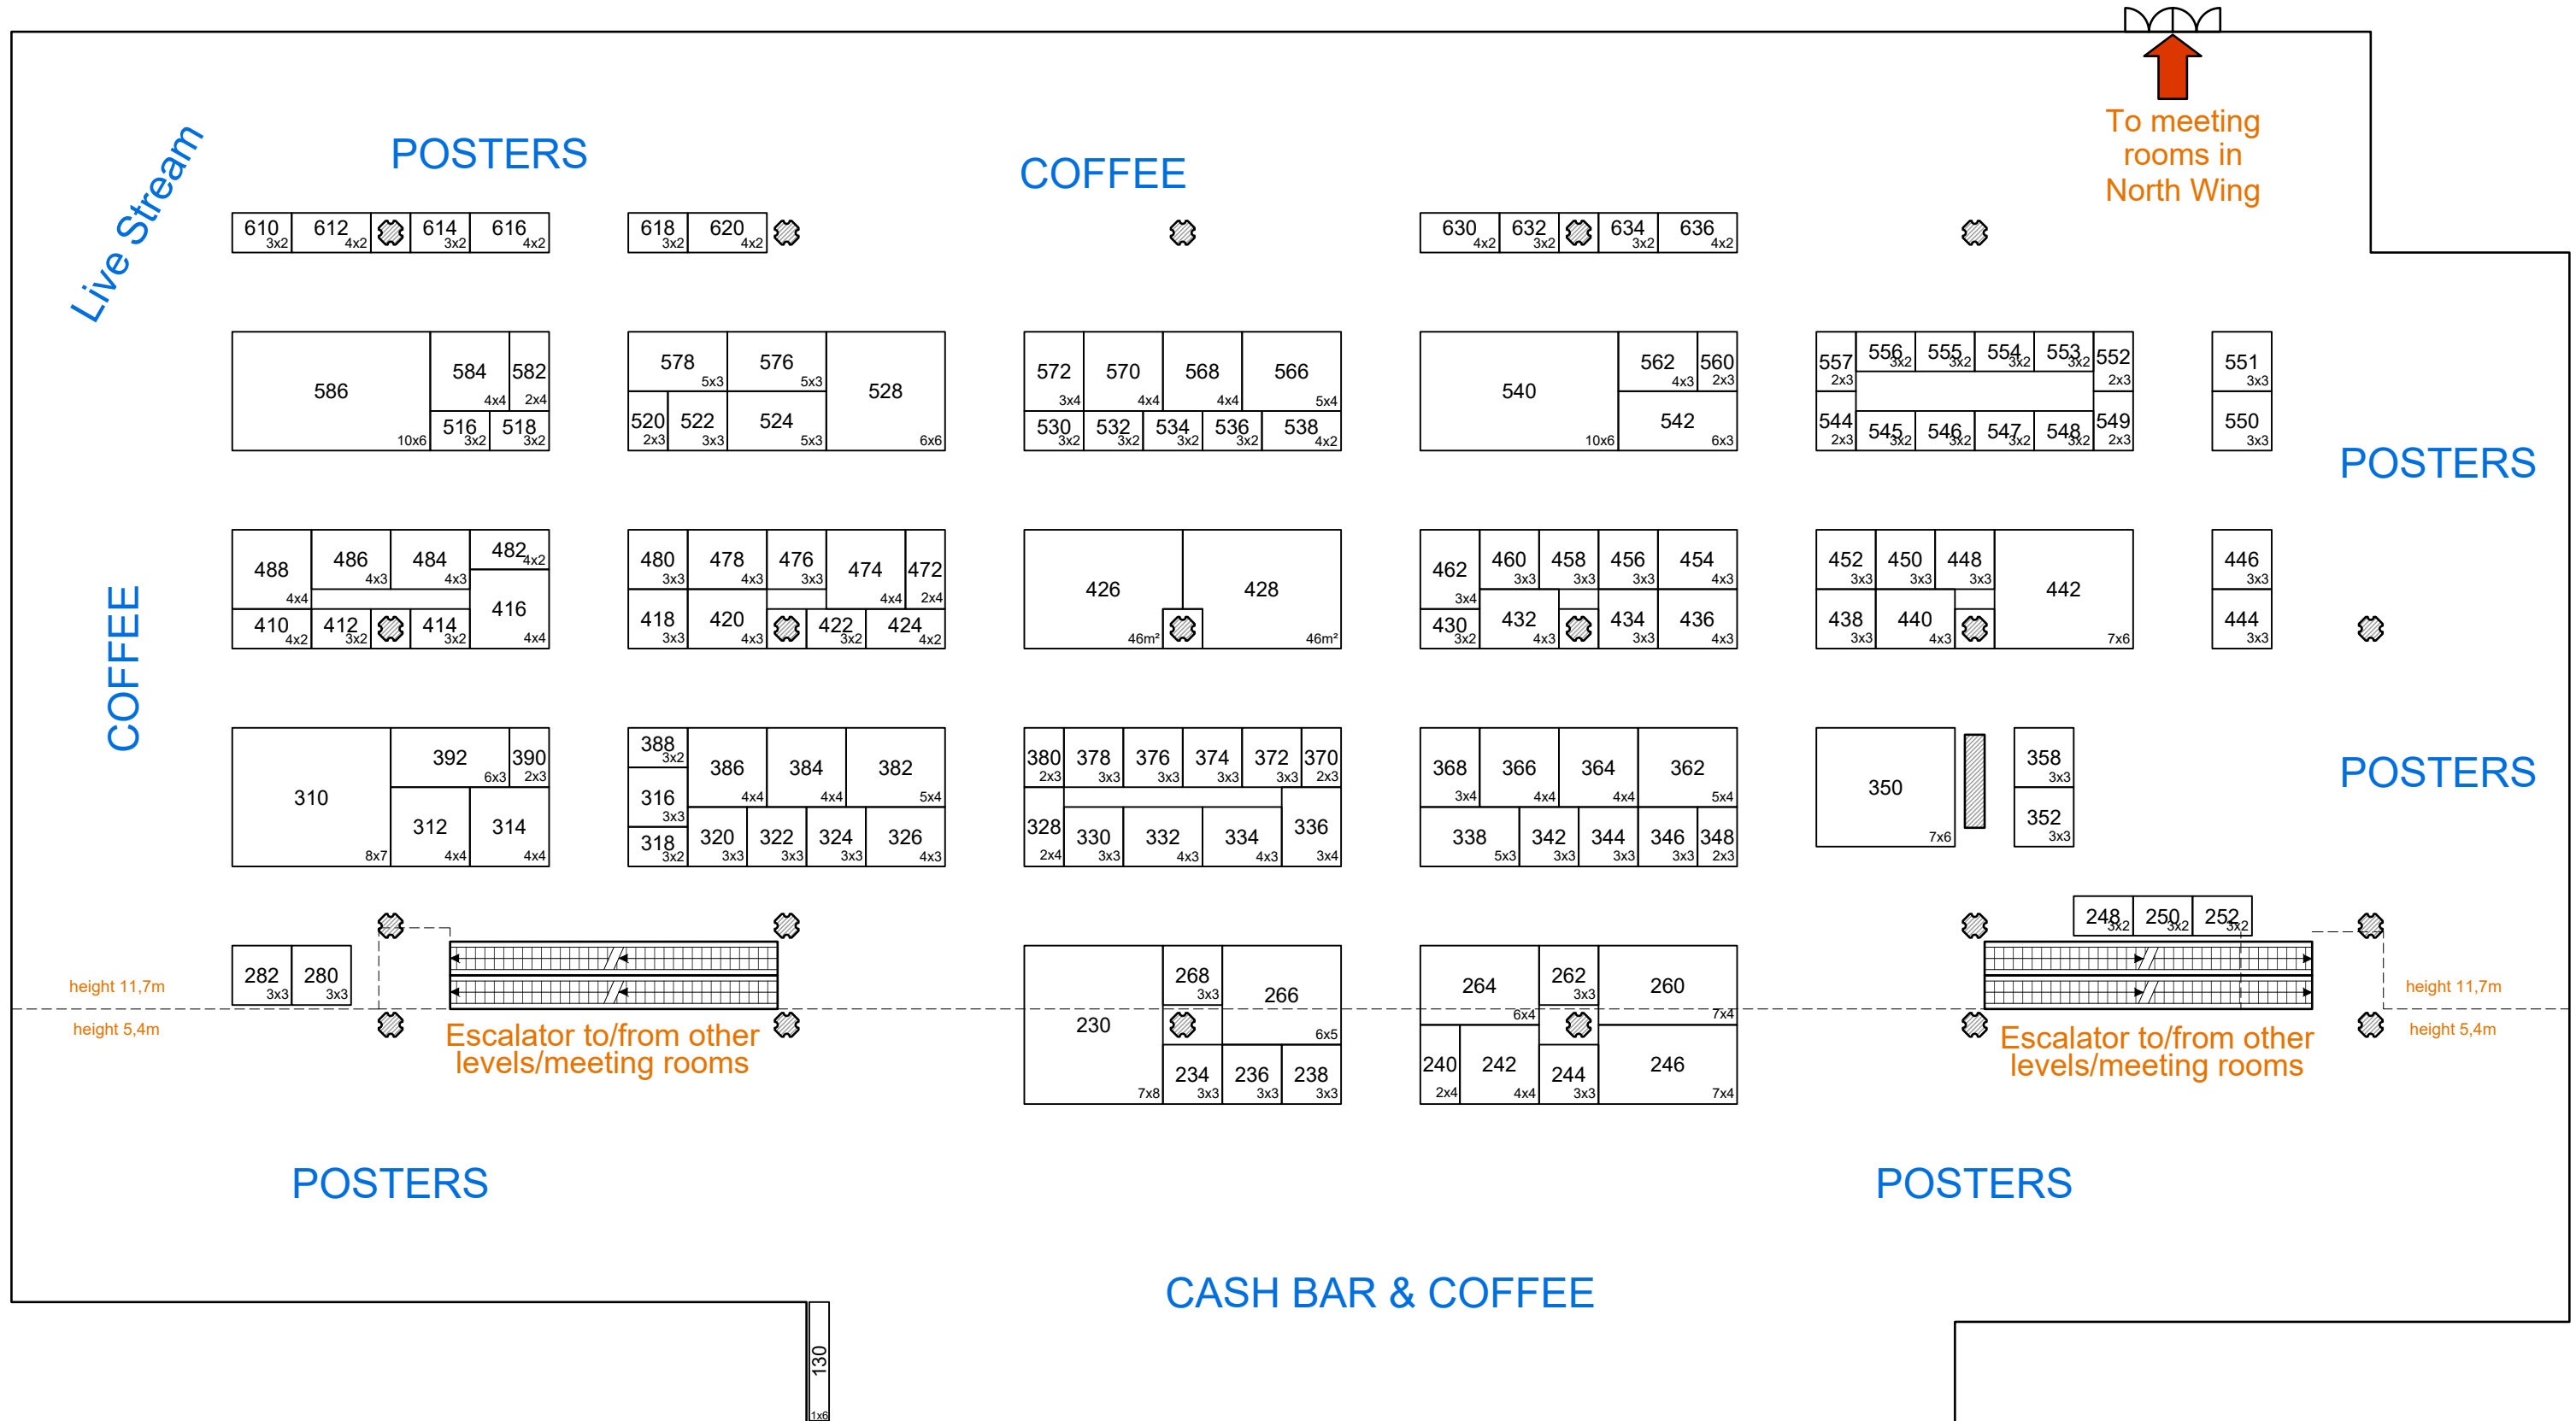 To meeting
rooms in
North Wing
Live Stream
POSTERS
COFFEE
610 3x2
612 4x2
614 3x2
616 4x2
618 3x2
620 4x2
630 4x2
632 3x2
634 3x2
636 4x2
586 10x6
584 4x4
582 2x4
516 3x2
518 3x2
578 5x3
576 5x3
528 6x6
520 2x3
522 3x3
524 5x3
572 3x4
570 4x4
568 4x4
566 5x4
530 3x2
532 3x2
534 3x2
536 3x2
538 4x2
540 10x6
562 4x3
560 2x3
542 6x3
557 2x3
556 3x2
555 3x2
554 3x2
553 3x2
552 2x3
544 2x3
545 3x2
546 3x2
547 3x2
548 3x2
549 2x3
551 3x3
550 3x3
POSTERS
COFFEE
488 4x4
486 4x3
484 4x3
482 4x2
410 4x2
412 3x2
414 3x2
416 4x4
480 3x3
478 4x3
476 3x3
474 4x4
472 2x4
418 3x3
420 4x3
422 3x2
424 4x2
426 46m²
428 46m²
462 3x4
460 3x3
458 3x3
456 3x3
454 4x3
430 3x2
432 4x3
434 3x3
436 4x3
452 3x3
450 3x3
448 3x3
442 7x6
438 3x3
440 4x3
446 3x3
444 3x3
310 8x7
392 6x3
390 2x3
312 4x4
314 4x4
388 3x2
386 4x4
384 4x4
382 5x4
316 3x3
318 3x2
320 3x3
322 3x3
324 3x3
326 4x3
380 2x3
378 3x3
376 3x3
374 3x3
372 3x3
370 2x3
328 2x4
330 3x3
332 4x3
334 4x3
336 3x4
368 3x4
366 4x4
364 4x4
362 5x4
338 5x3
342 3x3
344 3x3
346 3x3
348 2x3
350 7x6
358 3x3
352 3x3
POSTERS
248 3x2
250 3x2
252 3x2
282 3x3
280 3x3
height 11,7m
height 5,4m
Escalator to/from other
levels/meeting rooms
230 7x8
268 3x3
266 6x5
234 3x3
236 3x3
238 3x3
264 6x4
262 3x3
260 7x4
240 2x4
242 4x4
244 3x3
246 7x4
height 11,7m
height 5,4m
Escalator to/from other
levels/meeting rooms
POSTERS
POSTERS
CASH BAR & COFFEE
130 1x6